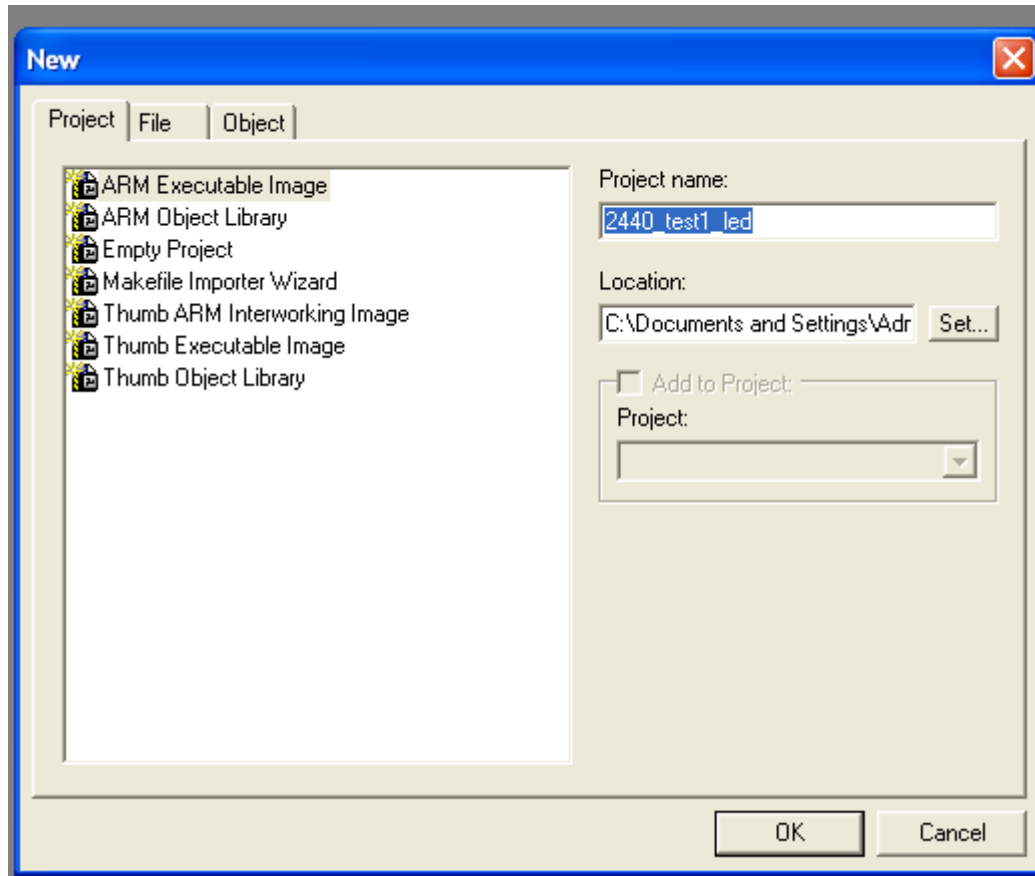 New
Project
File
Object
ARM Executable Image
ARM Object Library
Empty Project
Makefile Importer Wizard
Thumb ARM Interworking Image
Thumb Executable Image
Thumb Object Library
Project name:
2440_test1_led
Location:
C:\Documents and Settings\Adr
Set...
Add to Project:
Project:
OK
Cancel